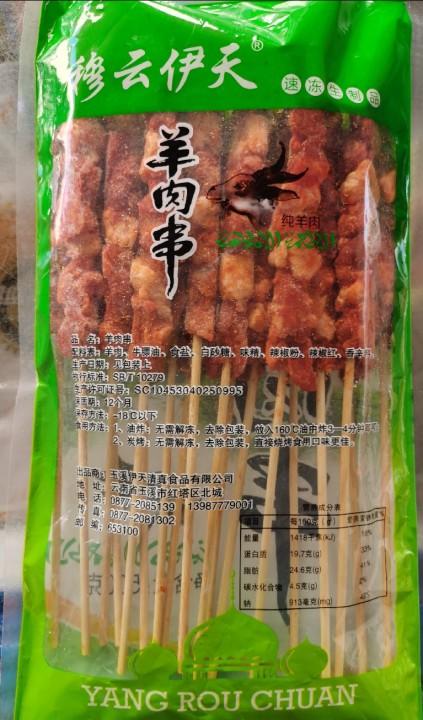 穆云伊天®
速冻生制品
羊肉串
纯羊肉
品 名：羊肉串
配料表：羊肉、牛源油、食盐、白砂糖、味精、辣椒粉、辣椒红、香辛
生产日期：见包装上
执行标准：SB/T 10279
生产许可证号：SC10453040250995
保质期：12个月
保存方法：-18℃以下
食用方法：1、油炸：无需解冻，去除包装，放入160℃油中炸3—4分钟即可
2、炭烤：无需解冻，去除包装，直接烧烤食用口味更佳。
出品商：玉溪伊天清真食品有限公司
地 址：云南省玉溪市红塔区北城
电 话：0877-2085139 13987779001
传 真：0877-2081302
邮 编：653100
营养成分表
项目 每100克（g） 营养素参考值%
能量 1418千焦(kJ)
蛋白质 19.7克(g) 33%
脂肪 24.6克(g) 41%
碳水化合物 4.5克(g)
钠 913毫克(mg)
YANG ROU CHUAN